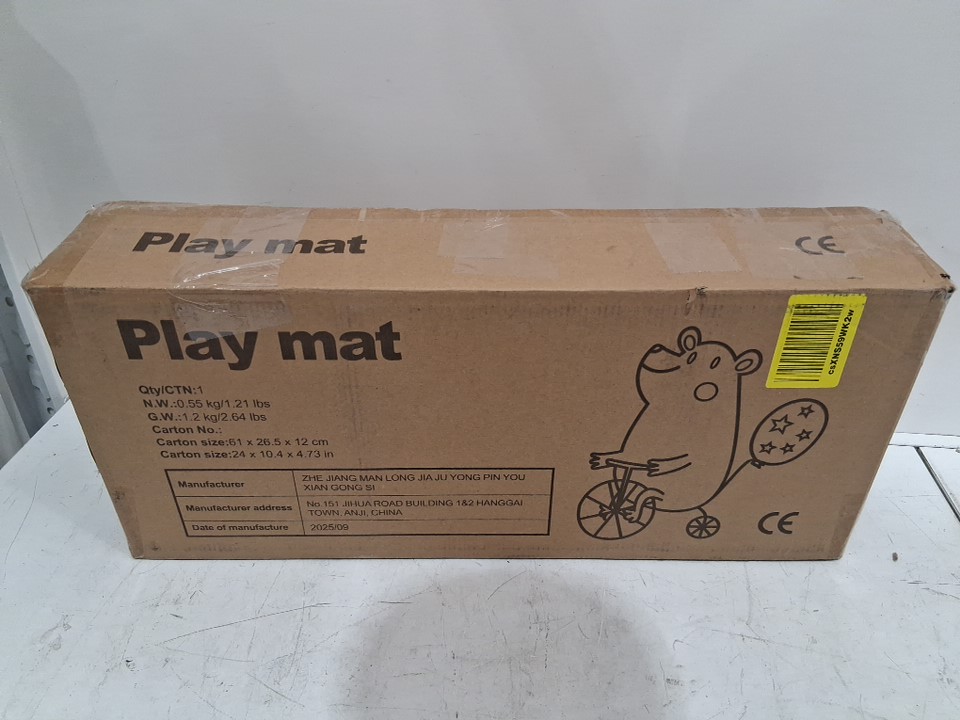 Play mat
CE
Play mat
csXNS59WK2w
Qty/CTN:1
N.W.:0.55 kg/1.21 lbs
G.W.:1.2 kg/2.64 lbs
Carton No.:
Carton size:61 x 26.5 x 12 cm
Carton size:24 x 10.4 x 4.73 in
Manufacturer
ZHE JIANG MAN LONG JIA JU YONG PIN YOU
XIAN GONG SI
Manufacturer address
No.151 JIHUA ROAD BUILDING 1&2 HANGGAI
TOWN, ANJI, CHINA
Date of manufacture
2025/09
CE